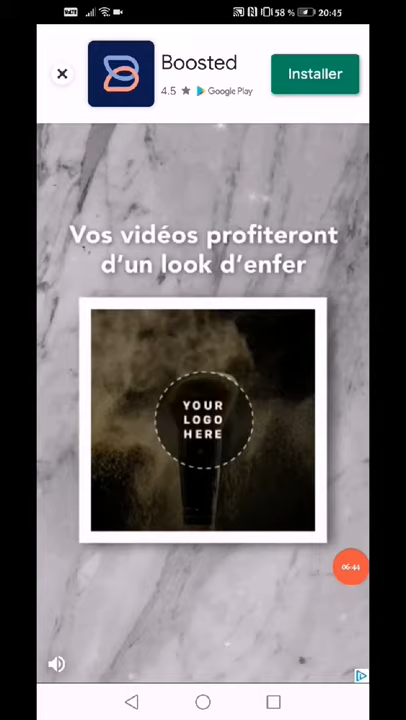 VoLTE 58 % 20:45
Boosted
Installer
4.5 ★ Google Play
Vos vidéos profiteront
d'un look d'enfer
YOUR
LOGO
HERE
06:44